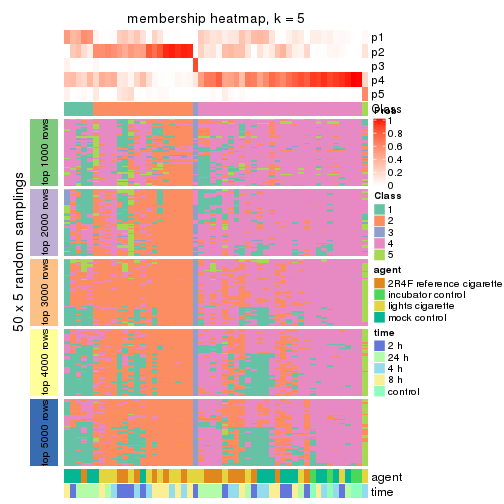 membership heatmap, k = 5
p1
p2
p3
p4
p5
Class
Prob
1
0.8
0.6
0.4
0.2
0
Class
1
2
3
4
5
agent
2R4F reference cigarette
incubator control
lights cigarette
mock control
time
2 h
24 h
4 h
8 h
control
50 x 5 random samplings
top 1000 rows
top 2000 rows
top 3000 rows
top 4000 rows
top 5000 rows
agent
time